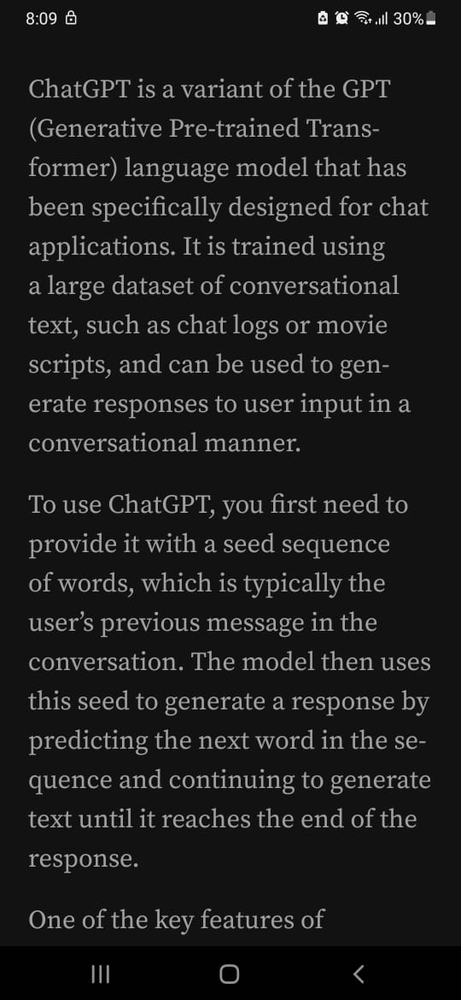 8:09
30%
ChatGPT is a variant of the GPT
(Generative Pre-trained Trans-
former) language model that has
been specifically designed for chat
applications. It is trained using
a large dataset of conversational
text, such as chat logs or movie
scripts, and can be used to gen-
erate responses to user input in a
conversational manner.
To use ChatGPT, you first need to
provide it with a seed sequence
of words, which is typically the
user’s previous message in the
conversation. The model then uses
this seed to generate a response by
predicting the next word in the se-
quence and continuing to generate
text until it reaches the end of the
response.
One of the key features of